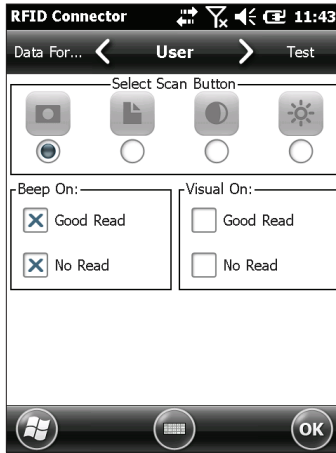 RFID Connector 11:43
Data For... User Test
Select Scan Button
Beep On: Visual On:
Good Read Good Read
No Read No Read
OK